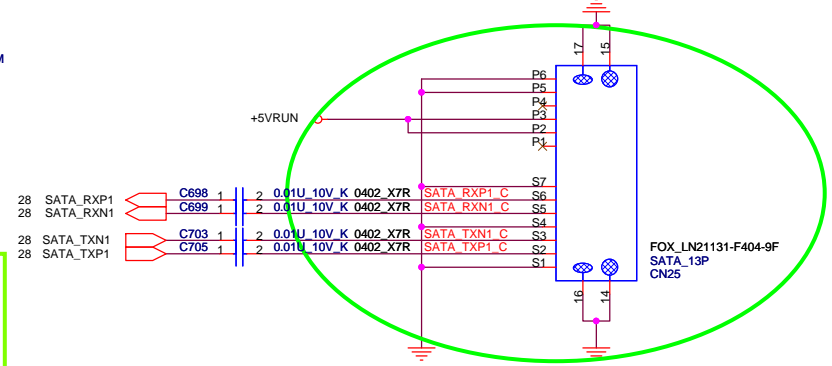 M
17
15
P6
P5
P4
+5VRUN
P3
P2
P1
S7
28 SATA_RXP1 C698 1 2 0.01U_10V_K 0402_X7R SATA_RXP1_C S6
28 SATA_RXN1 C699 1 2 0.01U_10V_K 0402_X7R SATA_RXN1_C S5
S4
28 SATA_TXN1 C703 1 2 0.01U_10V_K 0402_X7R SATA_TXN1_C S3
28 SATA_TXP1 C705 1 2 0.01U_10V_K 0402_X7R SATA_TXP1_C S2
S1
FOX_LN21131-F404-9F
SATA_13P
CN25
16
14